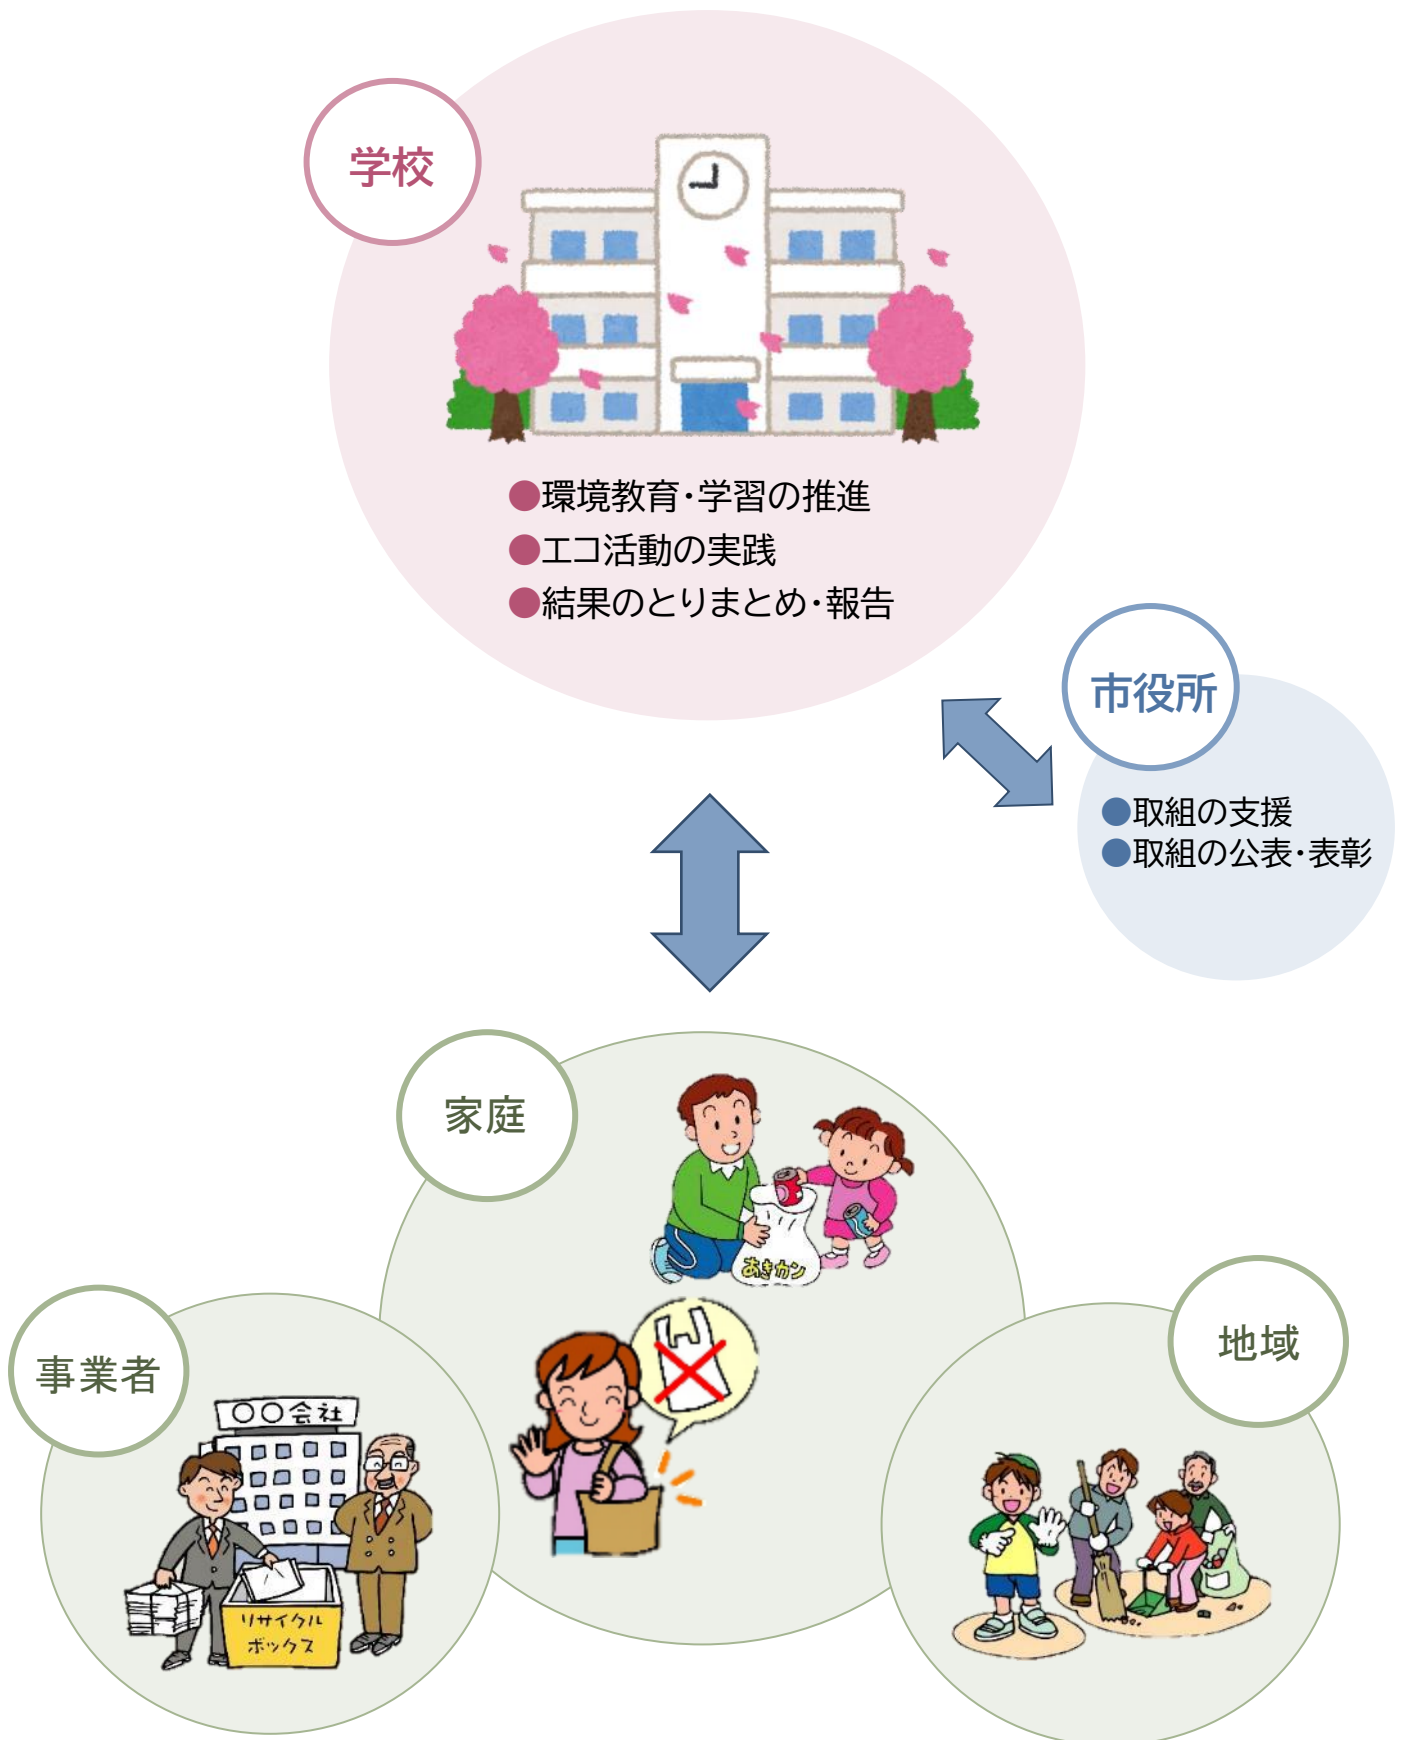 学校
●環境教育・学習の推進
●エコ活動の実践
●結果のとりまとめ・報告
市役所
●取組の支援
●取組の公表・表彰
家庭
あきカン
事業者
○○会社
リサイクル
ボックス
地域